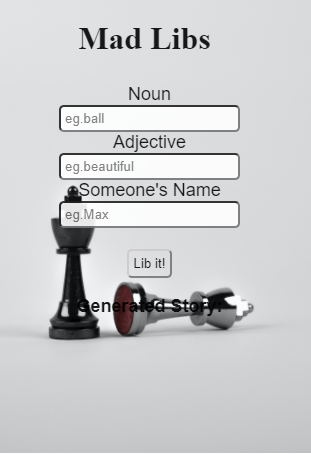 Mad Libs
Noun
eg.ball
Adjective
eg.beautiful
Someone's Name
eg.Max
Lib it!
Generated Story: